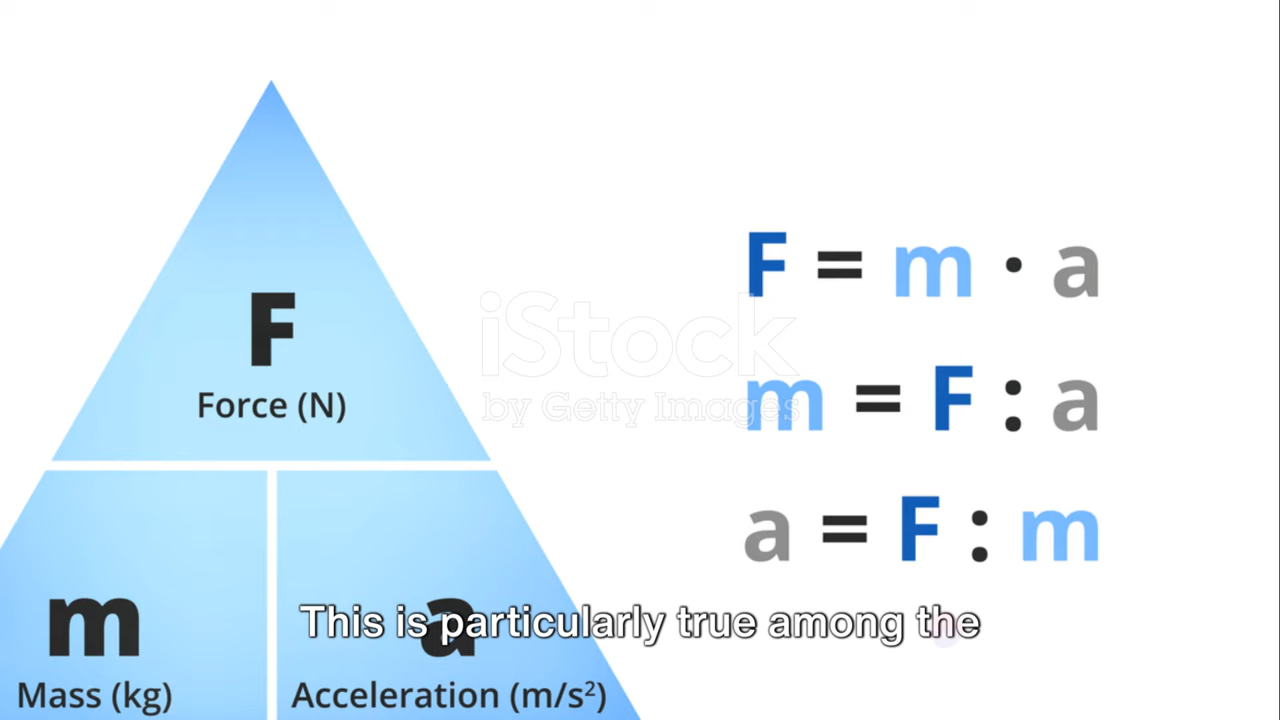 F
Force (N)
m
Mass (kg)
a
Acceleration (m/s²)
F = m · a
m = F : a
a = F : m
iStock
by Getty Images
This is particularly true among the